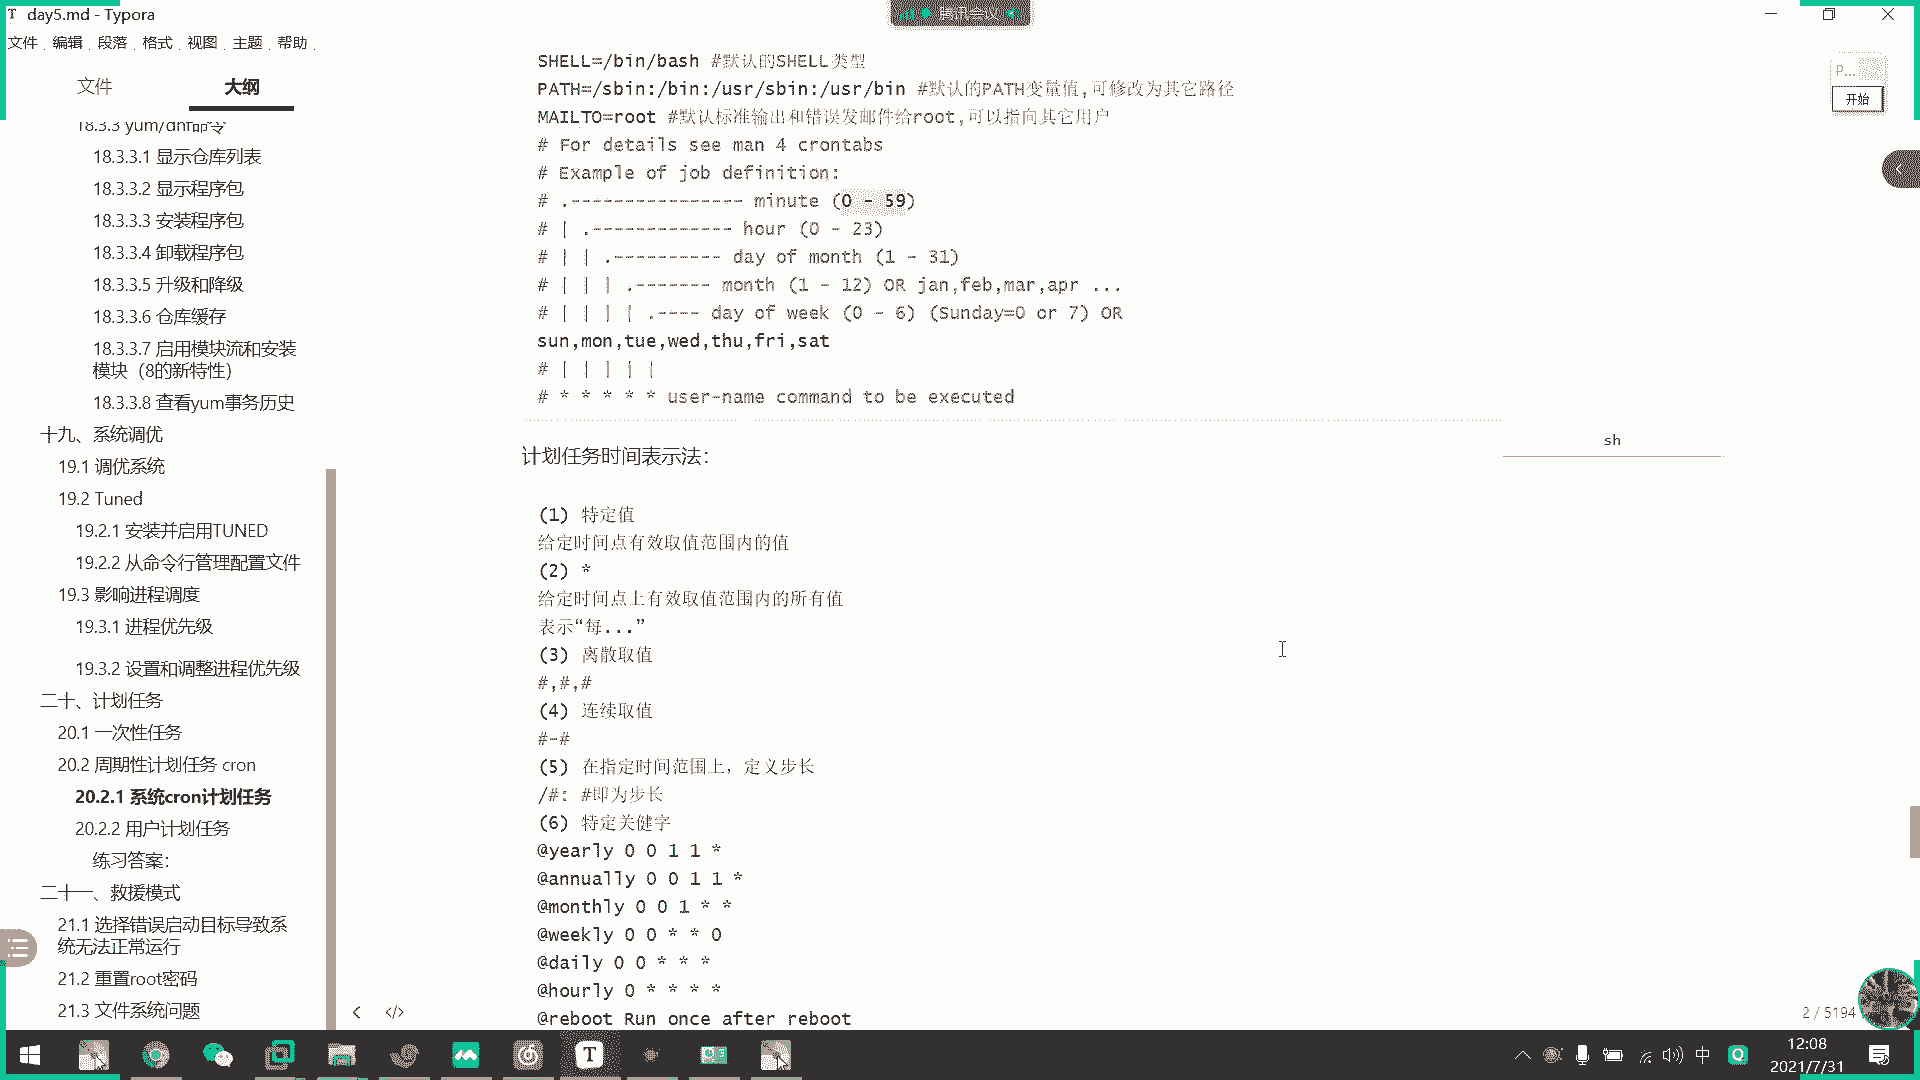 day5.md - Typora
腾讯会议
文件 编辑 段落 格式 视图 主题 帮助
文件 大纲
18.3.3 yum/dnf命令
18.3.3.1 显示仓库列表
18.3.3.2 显示程序包
18.3.3.3 安装程序包
18.3.3.4 卸载程序包
18.3.3.5 升级和降级
18.3.3.6 仓库缓存
18.3.3.7 启用模块流和安装
模块（8的新特性）
18.3.3.8 查看yum事务历史
十九、系统调优
19.1 调优系统
19.2 Tuned
19.2.1 安装并启用TUNED
19.2.2 从命令行管理配置文件
19.3 影响进程调度
19.3.1 进程优先级
19.3.2 设置和调整进程优先级
二十、计划任务
20.1 一次性任务
20.2 周期性计划任务 cron
20.2.1 系统cron计划任务
20.2.2 用户计划任务
练习答案：
二十一、救援模式
21.1 选择错误启动目标导致系
统无法正常运行
21.2 重置root密码
21.3 文件系统问题
SHELL=/bin/bash #默认的SHELL类型
PATH=/sbin:/bin:/usr/sbin:/usr/bin #默认的PATH变量值,可修改为其它路径
MAILTO=root #默认标准输出和错误发邮件给root,可以指向其它用户
# For details see man 4 crontabs
# Example of job definition:
# .---------------- minute (0 - 59)
# | .------------- hour (0 - 23)
# | | .---------- day of month (1 - 31)
# | | | .------- month (1 - 12) OR jan,feb,mar,apr ...
# | | | | .---- day of week (0 - 6) (Sunday=0 or 7) OR
sun,mon,tue,wed,thu,fri,sat
# | | | | |
# * * * * * user-name command to be executed
sh
计划任务时间表示法：
(1) 特定值
给定时间点有效取值范围内的值
(2) *
给定时间点上有效取值范围内的所有值
表示“每...”
(3) 离散取值
#,#,#
(4) 连续取值
#-#
(5) 在指定时间范围上，定义步长
/#: #即为步长
(6) 特定关健字
@yearly 0 0 1 1 *
@annually 0 0 1 1 *
@monthly 0 0 1 * *
@weekly 0 0 * * 0
@daily 0 0 * * *
@hourly 0 * * * *
@reboot Run once after reboot
P...
开始
2 / 5194
中
12:08
2021/7/31